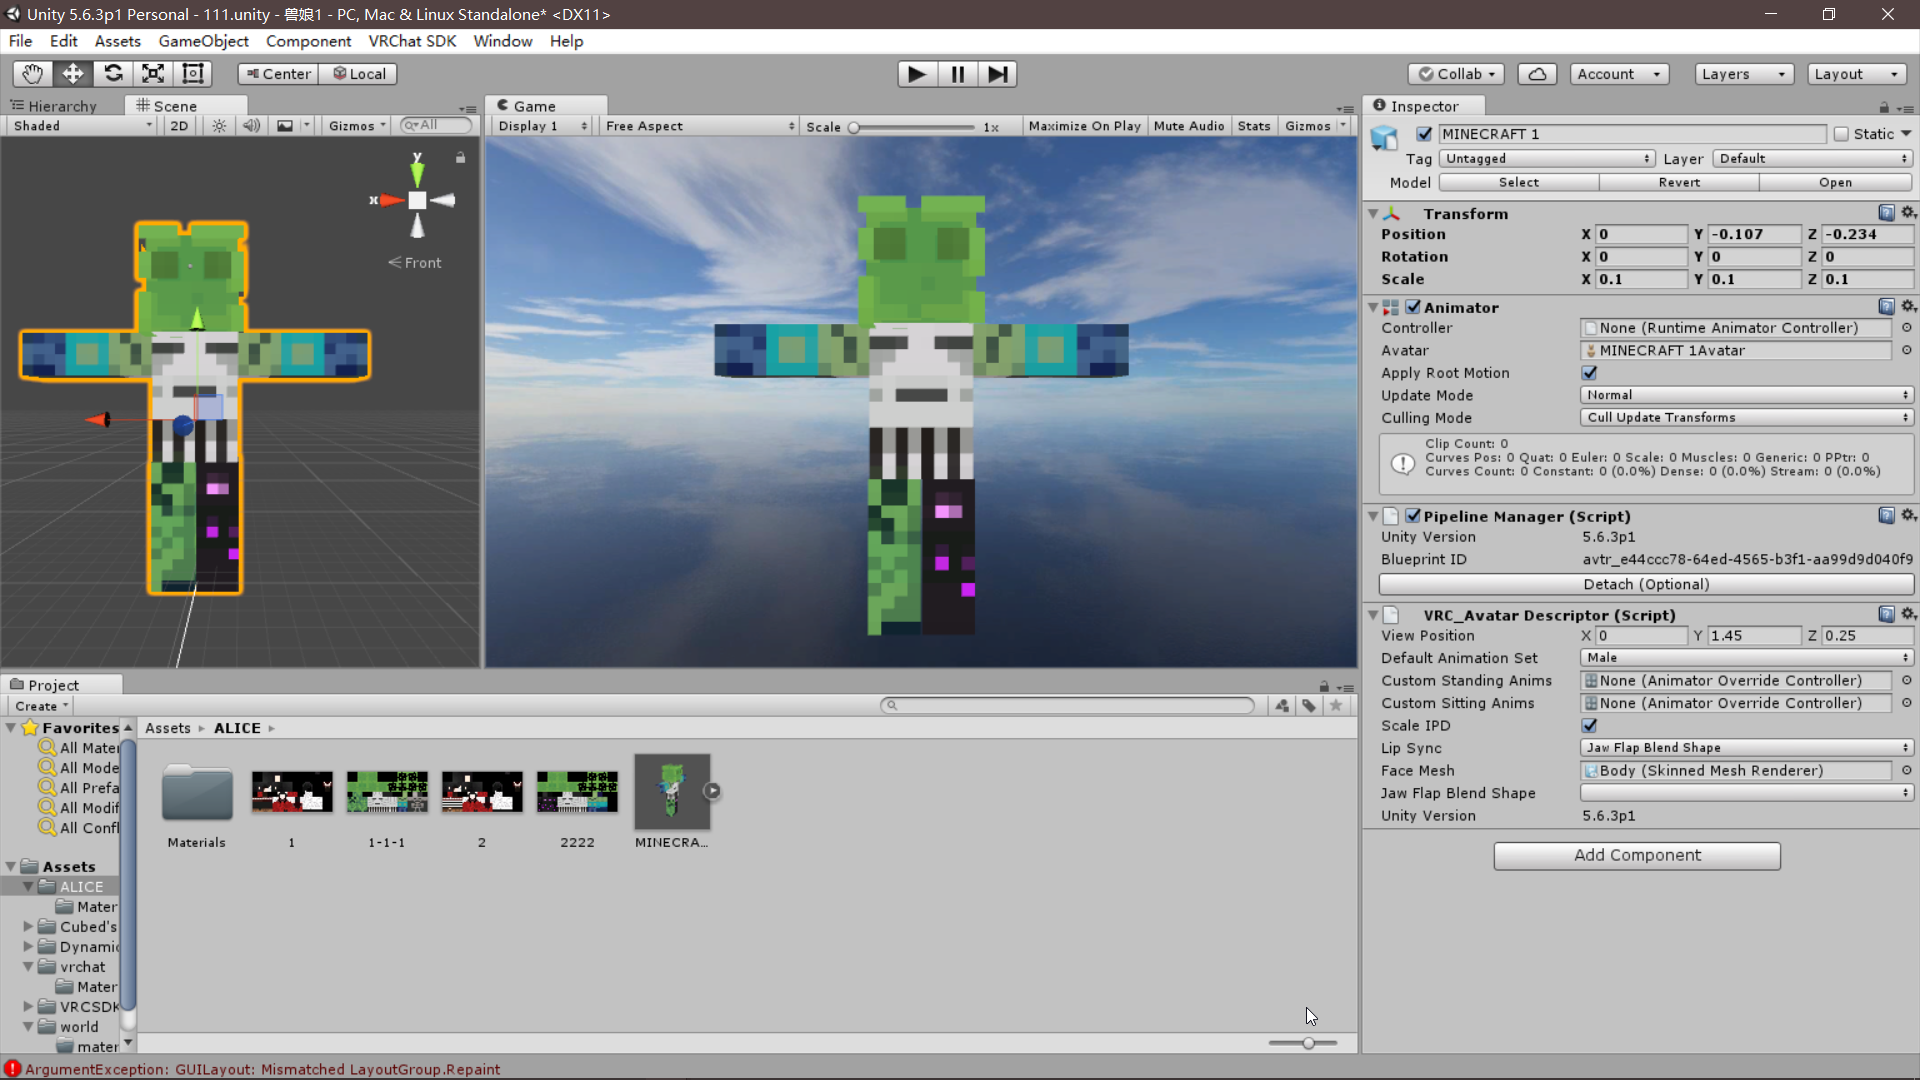 Unity 5.6.3p1 Personal - 111.unity - 兽娘1 - PC, Mac & Linux Standalone* <DX11>
File Edit Assets GameObject Component VRChat SDK Window Help
Center Local Collab Account Layers Layout
Hierarchy Scene
Shaded 2D Gizmos All
y
x
Front
Game
Display 1 Free Aspect Scale 1x Maximize On Play Mute Audio Stats Gizmos
Inspector
MINECRAFT 1 Static
Tag Untagged Layer Default
Model Select Revert Open
Transform
Position X 0 Y -0.107 Z -0.234
Rotation X 0 Y 0 Z 0
Scale X 0.1 Y 0.1 Z 0.1
Animator
Controller None (Runtime Animator Controller)
Avatar MINECRAFT 1Avatar
Apply Root Motion
Update Mode Normal
Culling Mode Cull Update Transforms
Clip Count: 0
Curves Pos: 0 Quat: 0 Euler: 0 Scale: 0 Muscles: 0 Generic: 0 PPtr: 0
Curves Count: 0 Constant: 0 (0.0%) Dense: 0 (0.0%) Stream: 0 (0.0%)
Pipeline Manager (Script)
Unity Version 5.6.3p1
Blueprint ID avtr_e44ccc78-64ed-4565-b3f1-aa99d9d040f9
Detach (Optional)
VRC_Avatar Descriptor (Script)
View Position X 0 Y 1.45 Z 0.25
Default Animation Set Male
Custom Standing Anims None (Animator Override Controller)
Custom Sitting Anims None (Animator Override Controller)
Scale IPD
Lip Sync Jaw Flap Blend Shape
Face Mesh Body (Skinned Mesh Renderer)
Jaw Flap Blend Shape
Unity Version 5.6.3p1
Add Component
Project
Create
Favorites
All Mater
All Mode
All Prefa
All Modif
All Confl
Assets
ALICE
Mater
Cubed's
Dynamic
vrchat
Mater
VRCSDK
world
mater
Assets ALICE
Materials 1 1-1-1 2 2222 MINECRA...
ArgumentException: GUILayout: Mismatched LayoutGroup.Repaint